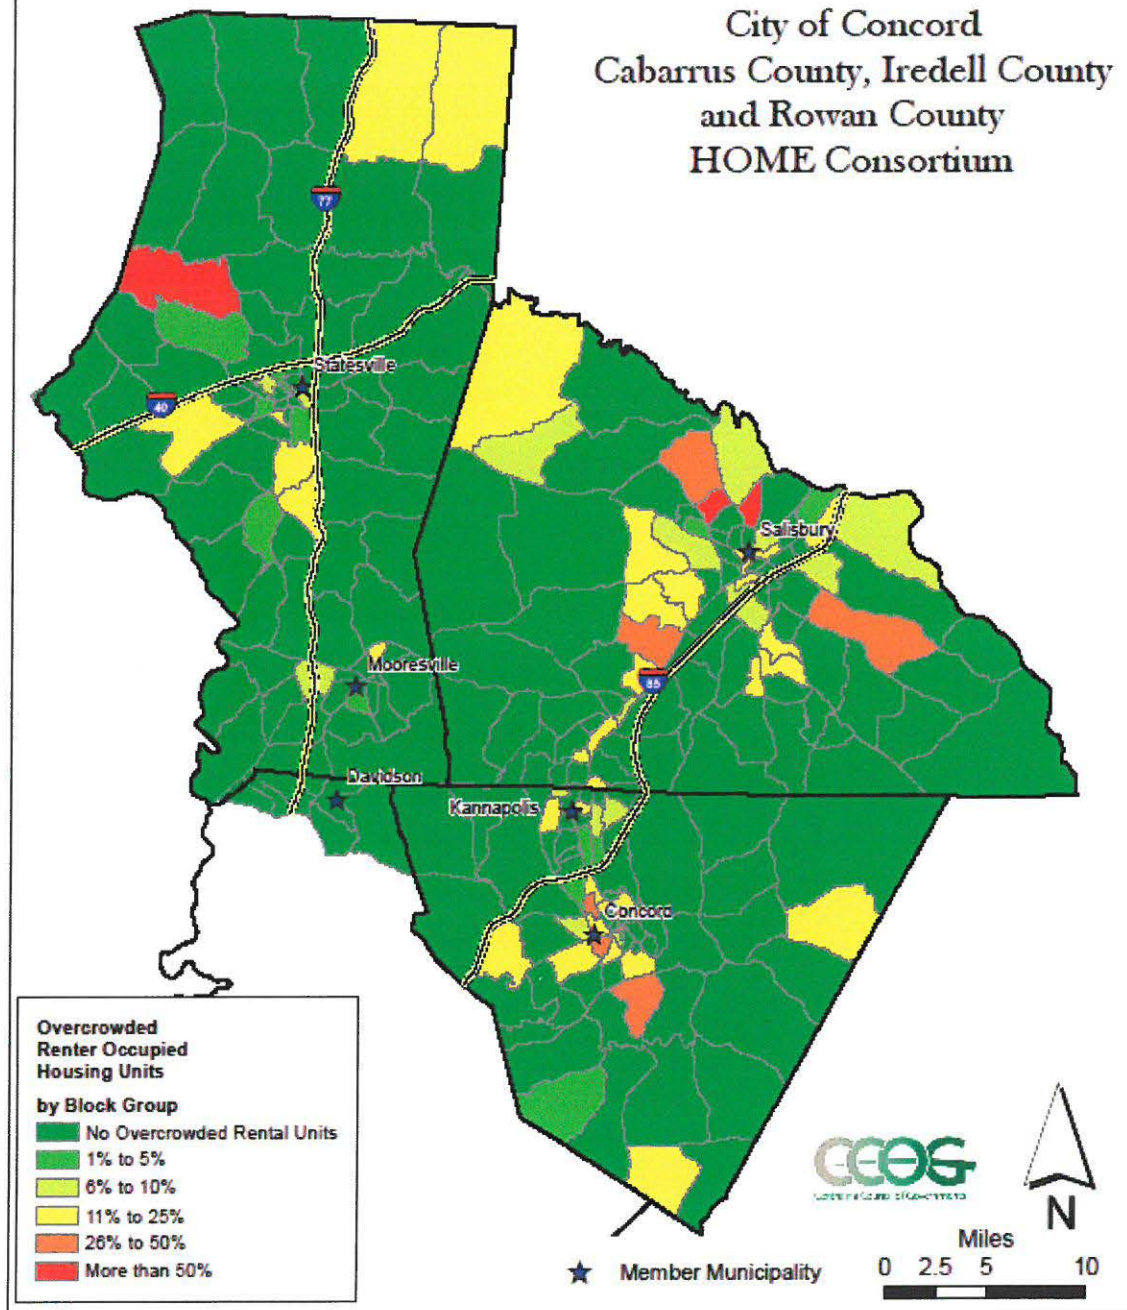 City of Concord
Cabarrus County, Iredell County
and Rowan County
HOME Consortium
77
Statesville
40
Salisbury
Mooresville
85
Davidson
Kannapolis
Concord
Overcrowded
Renter Occupied
Housing Units
by Block Group
No Overcrowded Rental Units
1% to 5%
6% to 10%
11% to 25%
26% to 50%
More than 50%
CCOG
N
Miles
0 2.5 5 10
Member Municipality